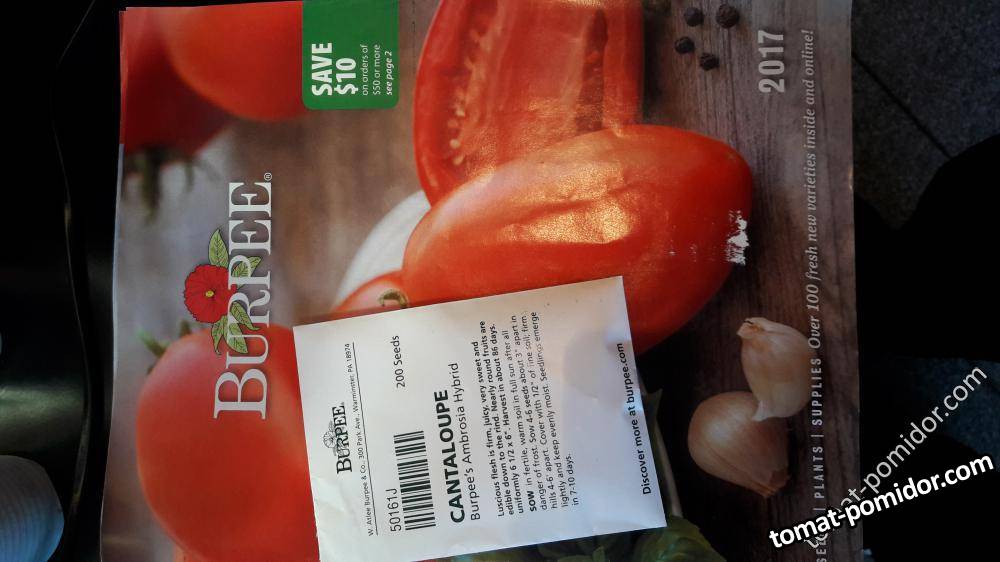 SAVE
$10
on orders of
$50 or more
see page 2
BURPEE®
2017
PLANTS | SUPPLIES Over 100 fresh new varieties inside and online!
BURPEE
W. Atlee Burpee & Co., 300 Park Ave., Warminster, PA 18974
50161J
200 Seeds
CANTALOUPE
Burpee's Ambrosia Hybrid
Luscious flesh is firm, juicy, very sweet and
edible down to the rind. Nearly round fruits are
uniformly 6 1/2 x 6". Harvest in about 86 days.
SOW in fertile, warm soil in full sun after all
danger of frost. Sow 4-6 seeds about 3" apart in
hills 4-6' apart. Cover with 1/2" of fine soil; firm
lightly and keep evenly moist. Seedlings emerge
in 7-10 days.
Discover more at burpee.com
tomat-pomidor.com
tomat-pomidor.com